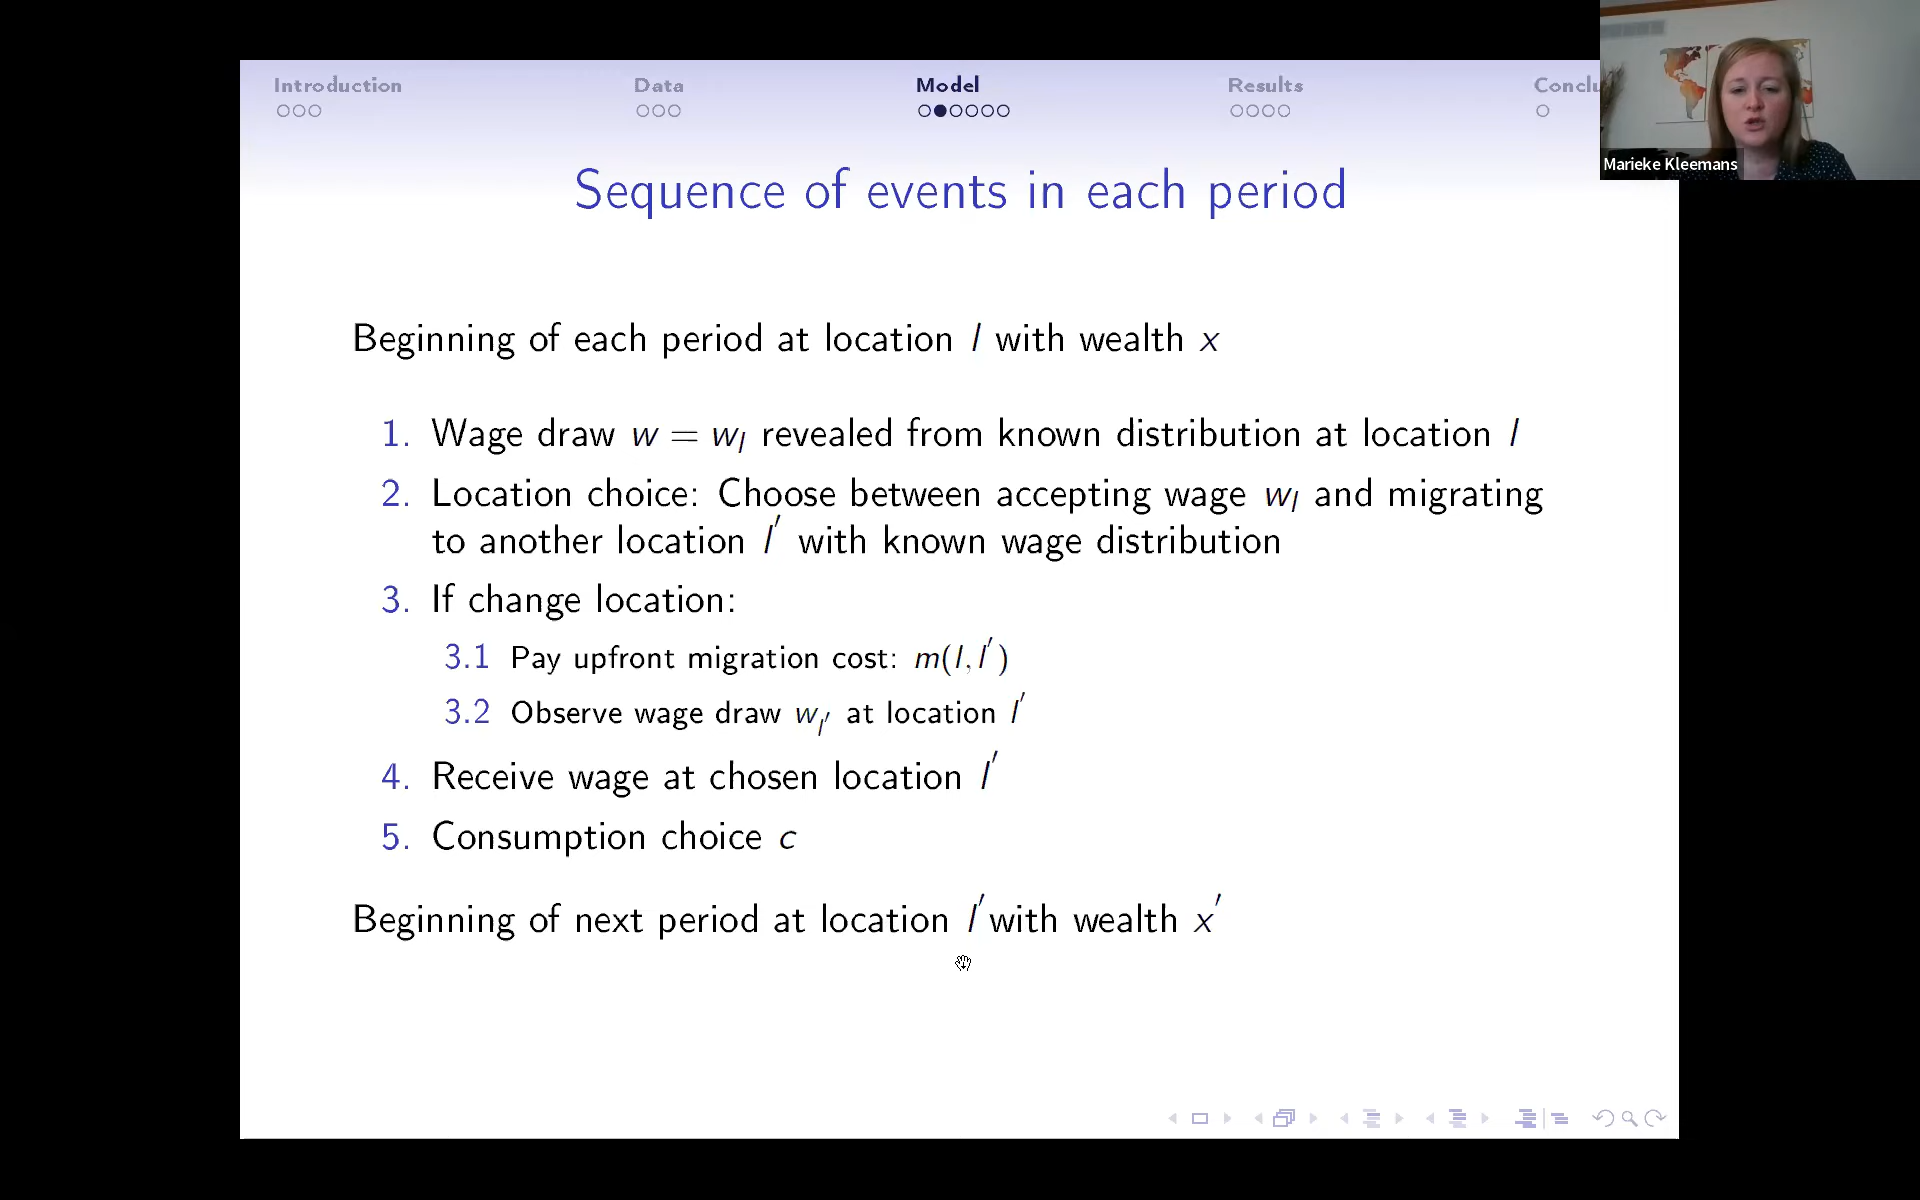 Introduction Data Model Results Conclu
Marieke Kleemans
Sequence of events in each period
Beginning of each period at location l with wealth x
1. Wage draw w = w_l revealed from known distribution at location l
2. Location choice: Choose between accepting wage w_l and migrating
to another location l′ with known wage distribution
3. If change location:
3.1 Pay upfront migration cost: m(l, l′)
3.2 Observe wage draw w_l′ at location l′
4. Receive wage at chosen location l′
5. Consumption choice c
Beginning of next period at location l′ with wealth x′